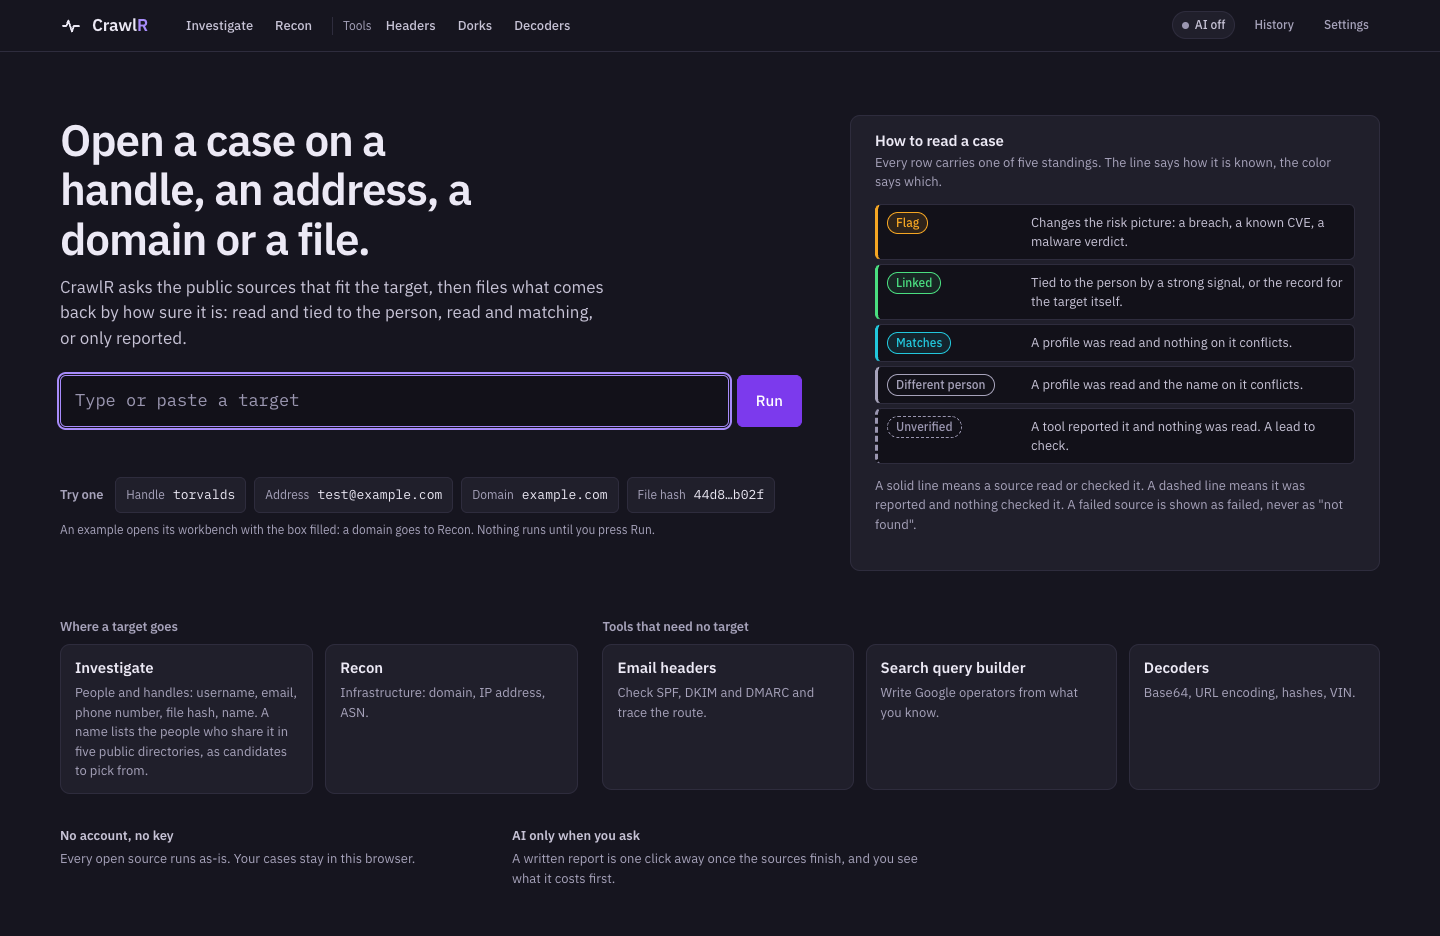 CrawlR
Investigate
Recon
Tools
Headers
Dorks
Decoders
AI off
History
Settings
Open a case on a
handle, an address, a
domain or a file.
CrawlR asks the public sources that fit the target, then files what comes
back by how sure it is: read and tied to the person, read and matching,
or only reported.
Type or paste a target
Run
Try one
Handle torvalds
Address test@example.com
Domain example.com
File hash 44d8…b02f
An example opens its workbench with the box filled: a domain goes to Recon. Nothing runs until you press Run.
How to read a case
Every row carries one of five standings. The line says how it is known, the color
says which.
Flag
Changes the risk picture: a breach, a known CVE, a
malware verdict.
Linked
Tied to the person by a strong signal, or the record for
the target itself.
Matches
A profile was read and nothing on it conflicts.
Different person
A profile was read and the name on it conflicts.
Unverified
A tool reported it and nothing was read. A lead to
check.
A solid line means a source read or checked it. A dashed line means it was
reported and nothing checked it. A failed source is shown as failed, never as "not
found".
Where a target goes
Investigate
People and handles: username, email,
phone number, file hash, name. A
name lists the people who share it in
five public directories, as candidates
to pick from.
Recon
Infrastructure: domain, IP address,
ASN.
Tools that need no target
Email headers
Check SPF, DKIM and DMARC and
trace the route.
Search query builder
Write Google operators from what
you know.
Decoders
Base64, URL encoding, hashes, VIN.
No account, no key
Every open source runs as-is. Your cases stay in this browser.
AI only when you ask
A written report is one click away once the sources finish, and you see
what it costs first.